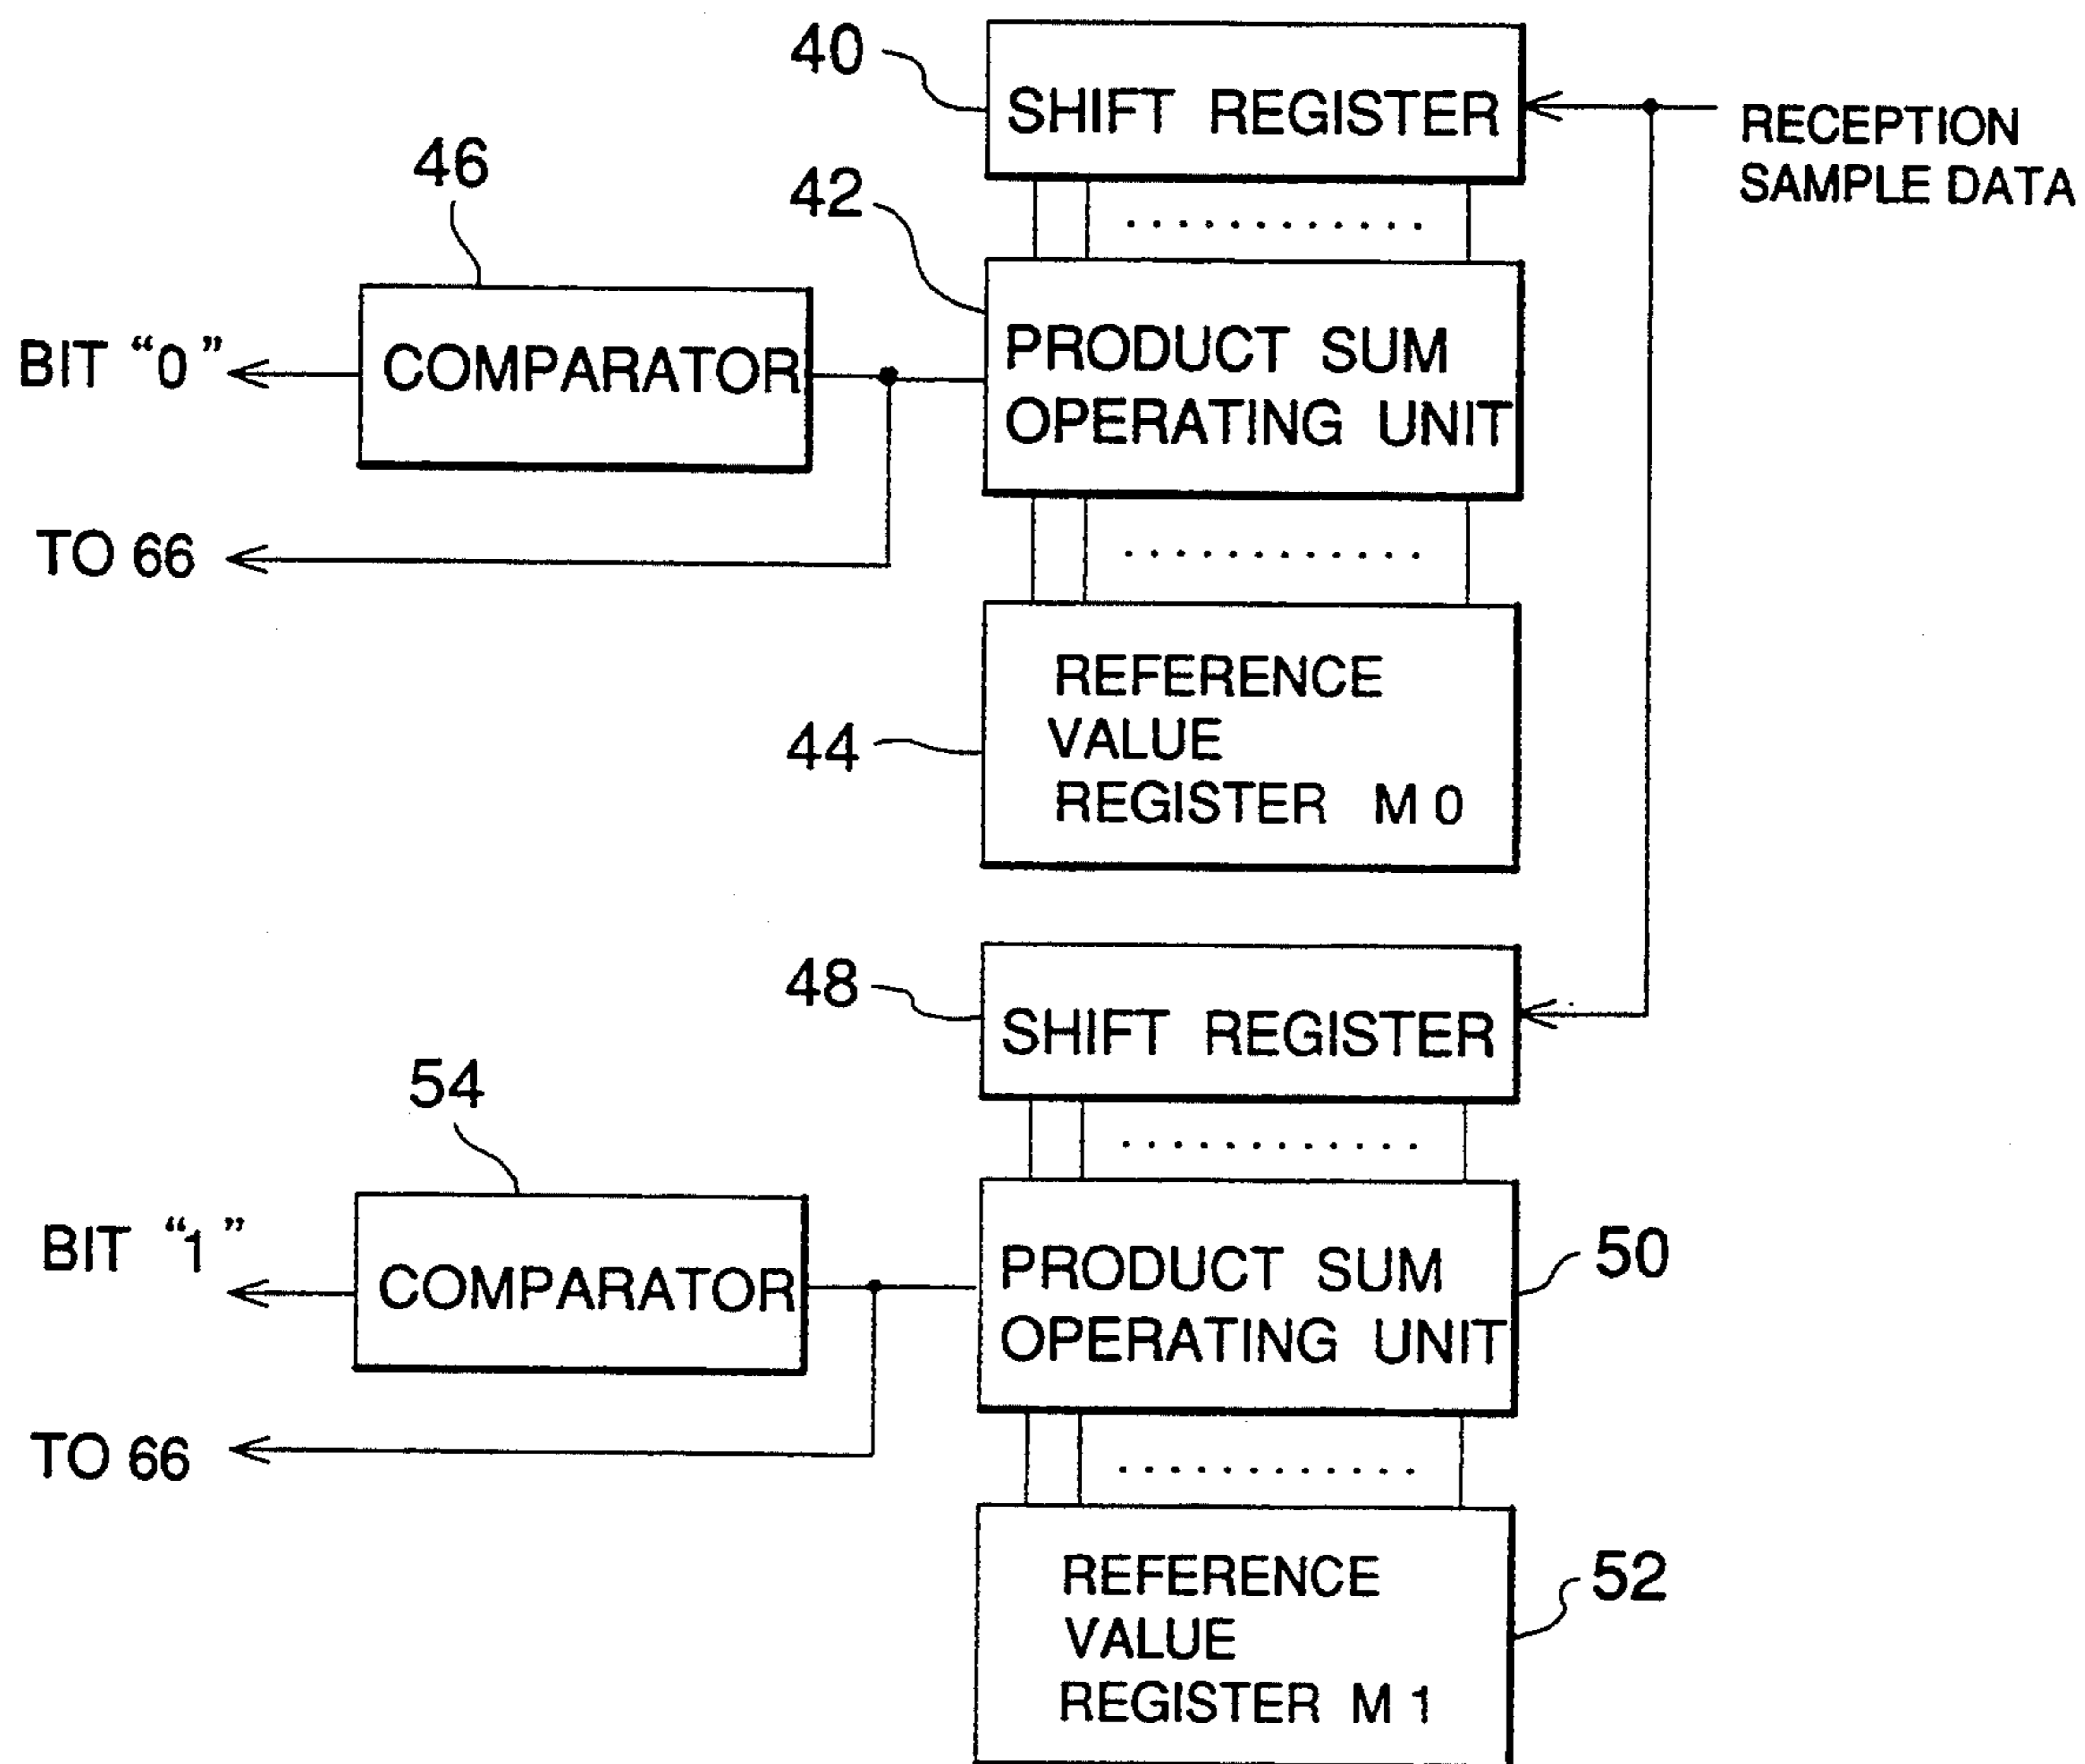 40
SHIFT REGISTER
RECEPTION
SAMPLE DATA
46
42
BIT “0”
COMPARATOR
PRODUCT SUM
OPERATING UNIT
TO 66
44
REFERENCE
VALUE
REGISTER M 0
48
SHIFT REGISTER
54
BIT “1”
COMPARATOR
PRODUCT SUM
OPERATING UNIT
50
TO 66
REFERENCE
VALUE
REGISTER M 1
52